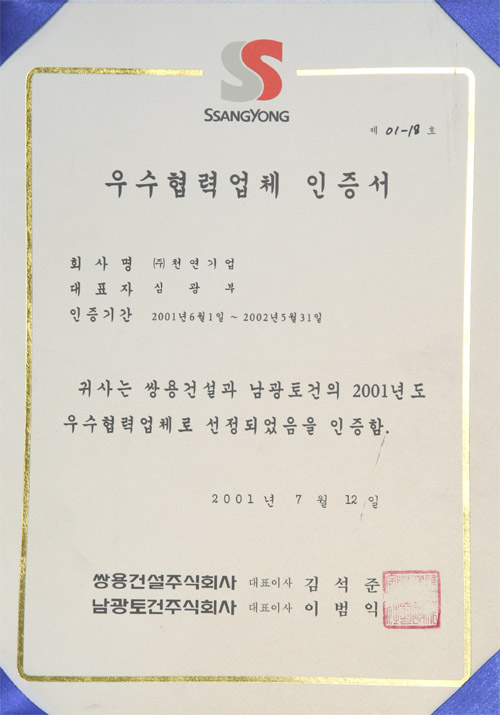 SS
SSANGYONG
제 01-18 호
우수협력업체 인증서
회 사 명 ㈜ 천연기업
대 표 자 심 광 부
인증기간 2001년6월1일 ~ 2002년5월31일
귀사는 쌍용건설과 남광토건의 2001년도
우수협력업체로 선정되었음을 인증함.
2001 년 7 월 12 일
쌍용건설주식회사 대표이사 김 석 준
남광토건주식회사 대표이사 이 범 익